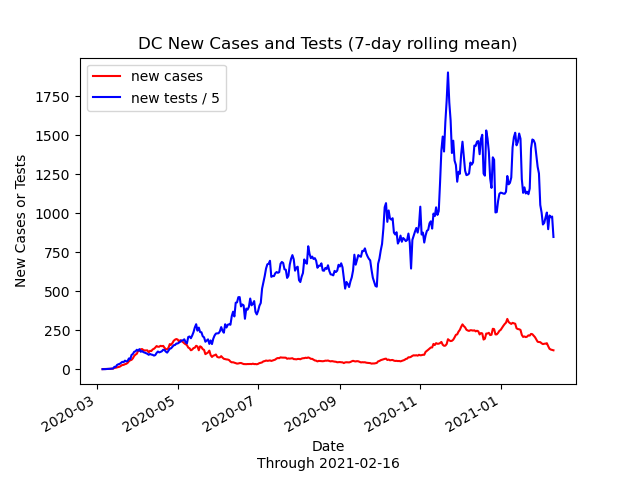 DC New Cases and Tests (7-day rolling mean)
new cases
new tests / 5
New Cases or Tests
1750
1500
1250
1000
750
500
250
0
2020-03
2020-05
2020-07
2020-09
2020-11
2021-01
Date
Through 2021-02-16